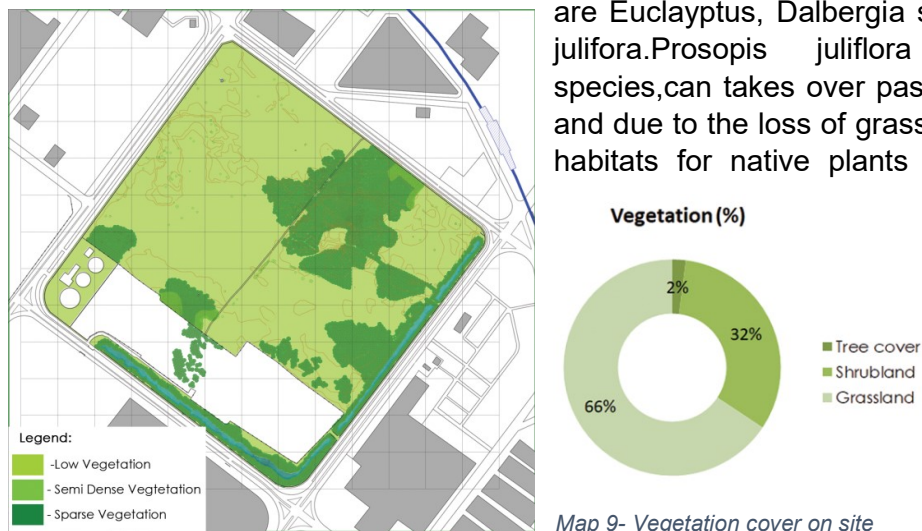 are Euclayptus, Dalbergia s
julifora.Prosopis juliflora
species,can takes over pas
and due to the loss of grass
habitats for native plants
Vegetation (%)
2%
32%
66%
Tree cover
Shrubland
Grassland
Legend:
-Low Vegetation
- Semi Dense Vegtetation
- Sparse Vegetation
Map 9- Vegetation cover on site